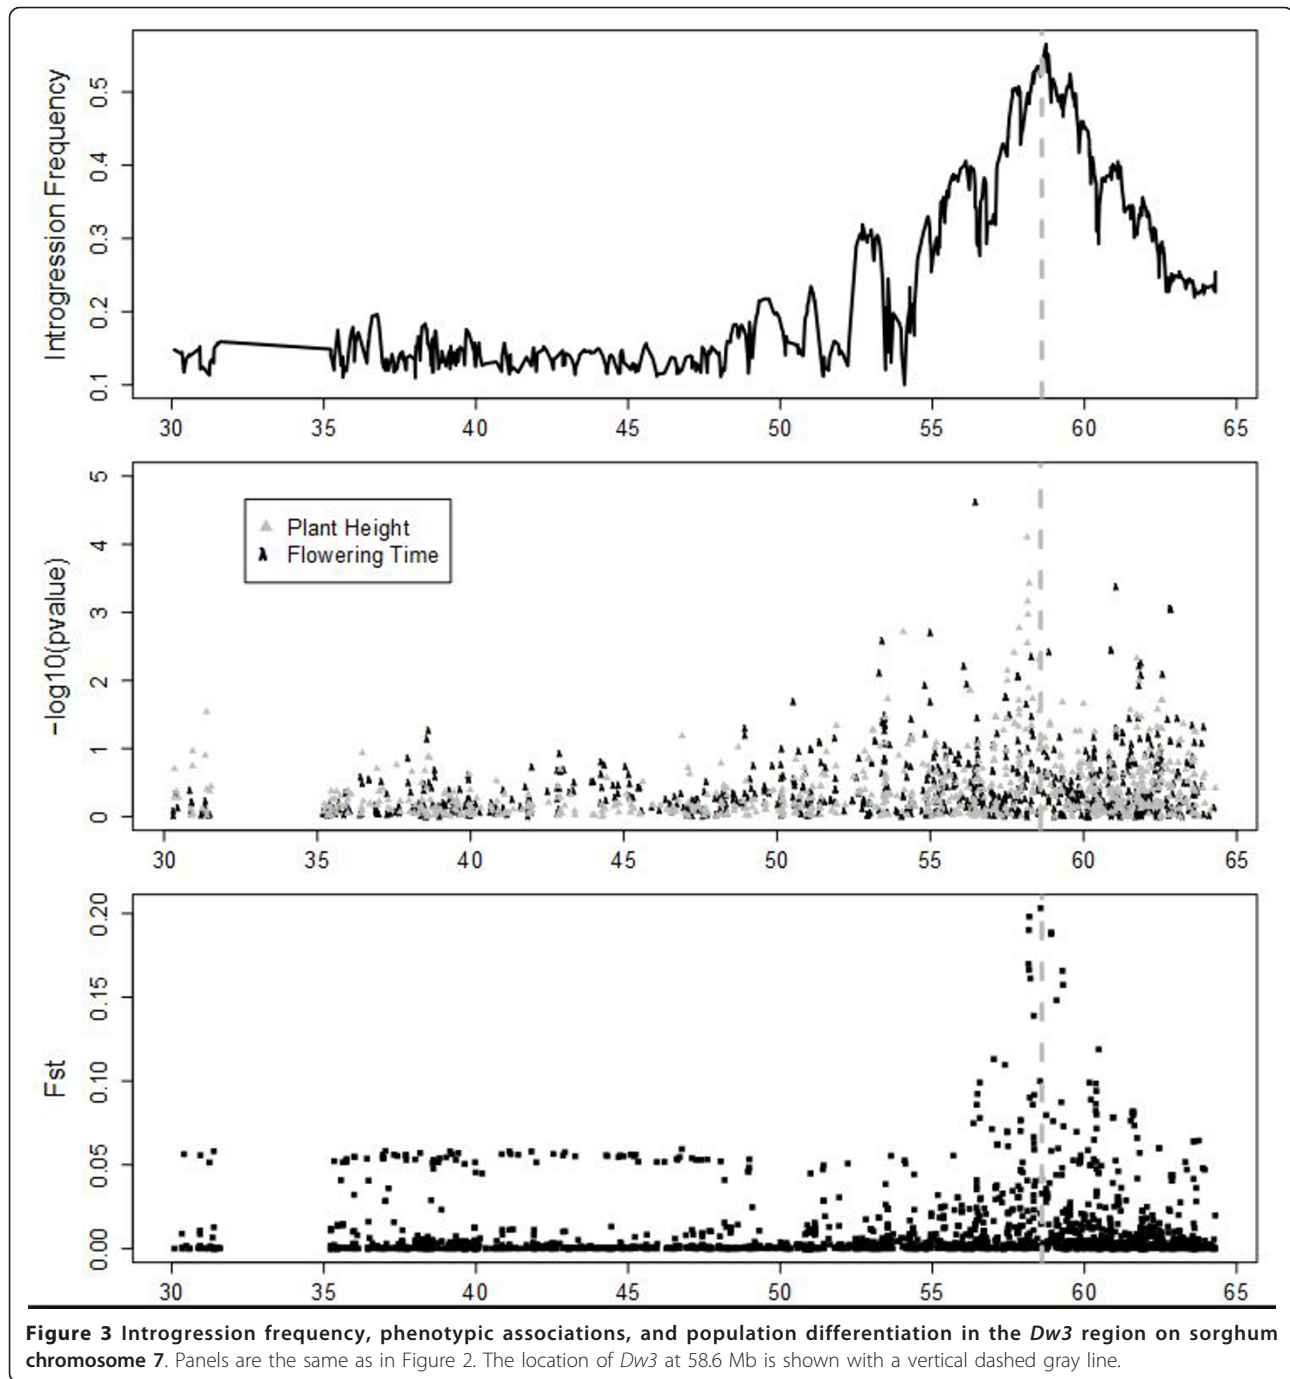 Introgression Frequency
0.1 0.2 0.3 0.4 0.5
30 35 40 45 50 55 60 65
-log10(pvalue)
0 1 2 3 4 5
Plant Height
Flowering Time
30 35 40 45 50 55 60 65
Fst
0.00 0.05 0.10 0.15 0.20
30 35 40 45 50 55 60 65
Figure 3 Introgression frequency, phenotypic associations, and population differentiation in the Dw3 region on sorghum
chromosome 7. Panels are the same as in Figure 2. The location of Dw3 at 58.6 Mb is shown with a vertical dashed gray line.